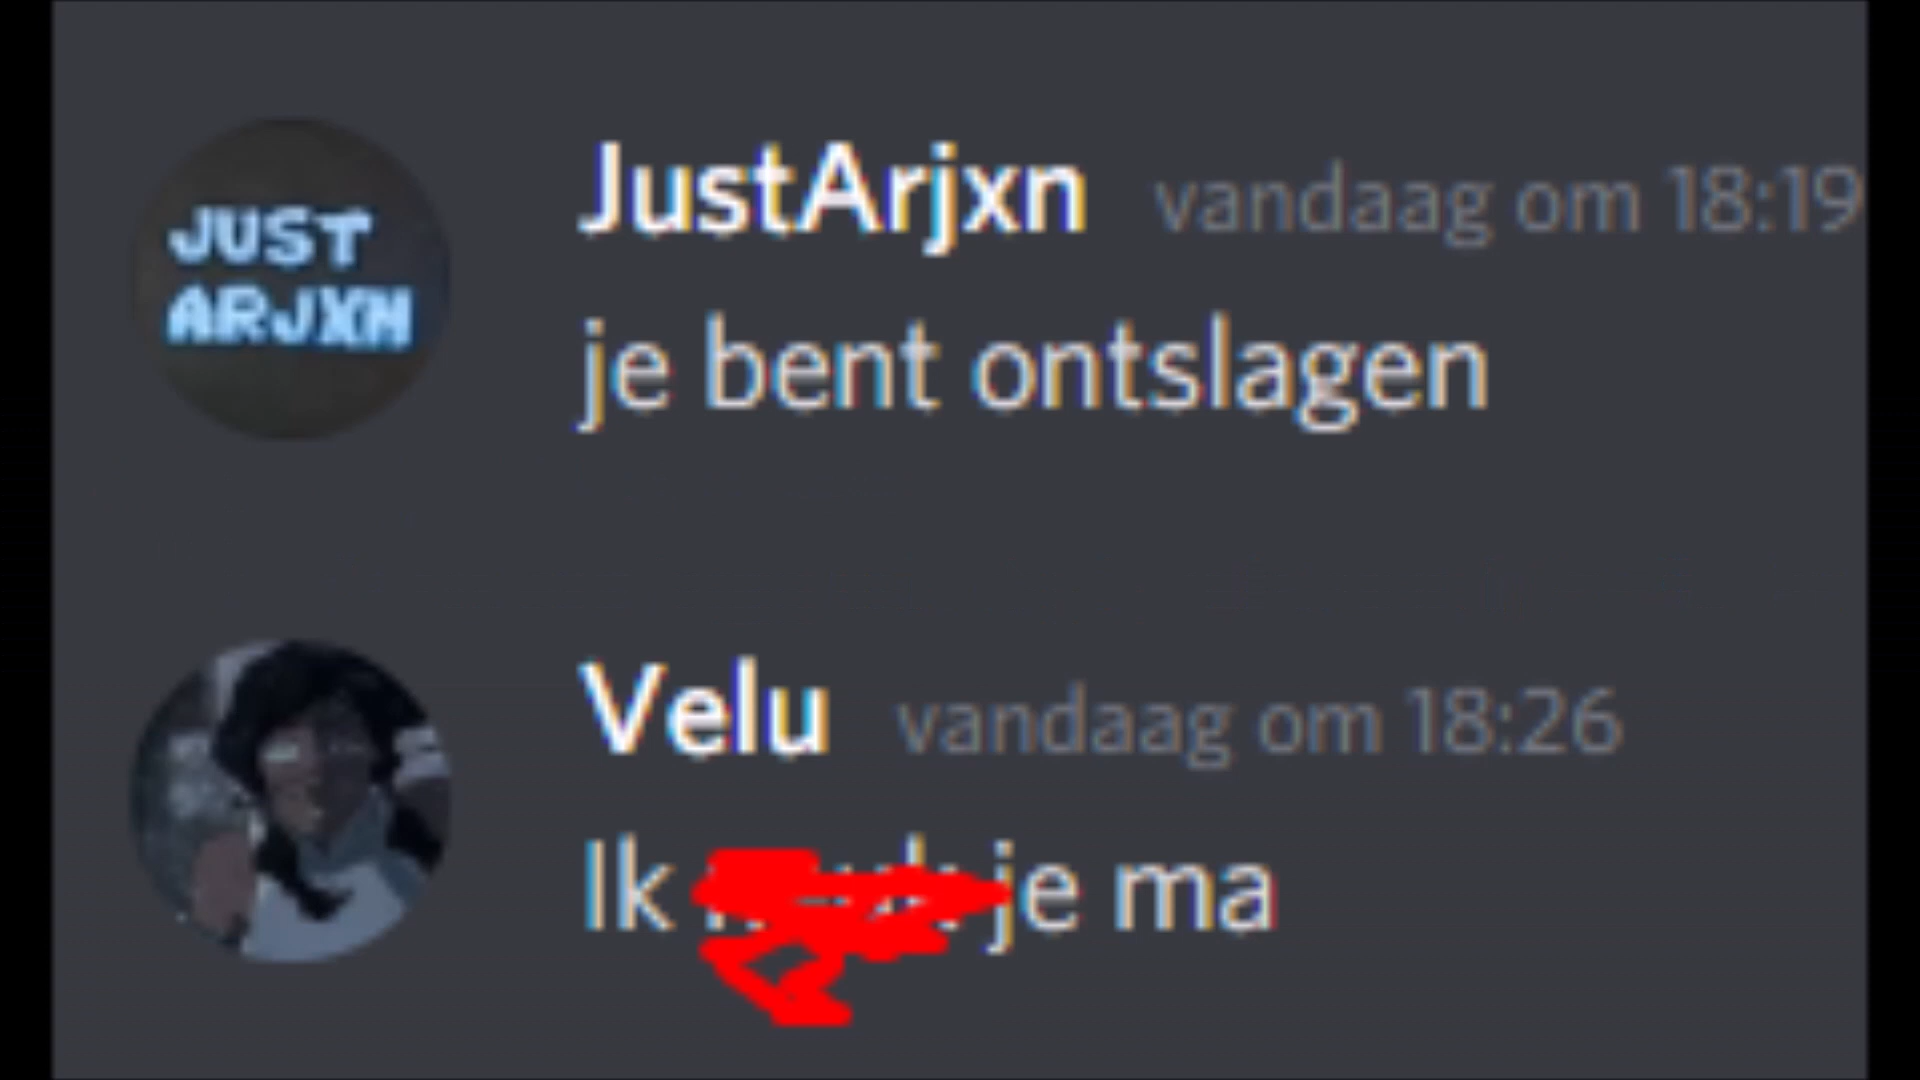 JUST
ARJXN
JustArjxn vandaag om 18:19
je bent ontslagen
Velu vandaag om 18:26
Ik je ma